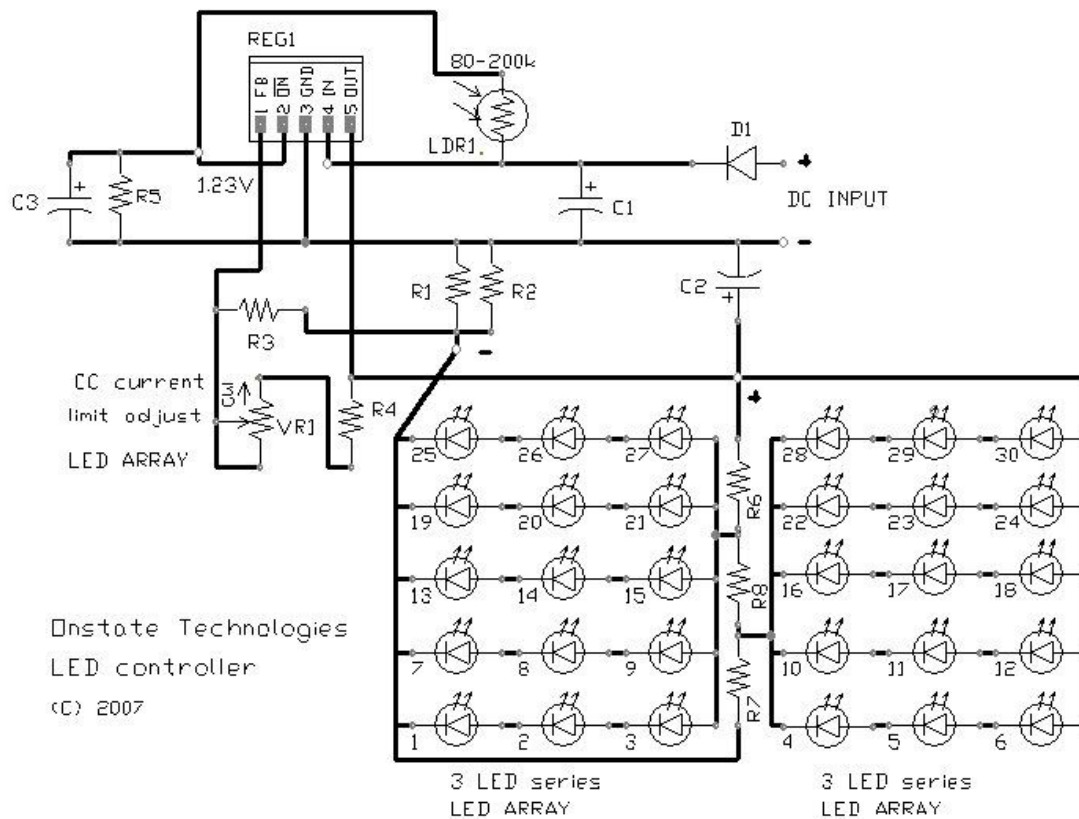 REG1
80-200k
1 FB
2 ON
3 GND
4 IN
5 OUT
LDR1.
D1
+
DC INPUT
-
C3
+
R5
1.23V
+
C1
R1
R2
C2
+
R3
-
CC current
limit adjust
LED ARRAY
CW
VR1
R4
+
25 26 27
28 29 30
R6
19 20 21
22 23 24
R8
13 14 15
16 17 18
7 8 9
10 11 12
R7
1 2 3
4 5 6
Onstate Technologies
LED controller
(C) 2007
3 LED series
LED ARRAY
3 LED series
LED ARRAY